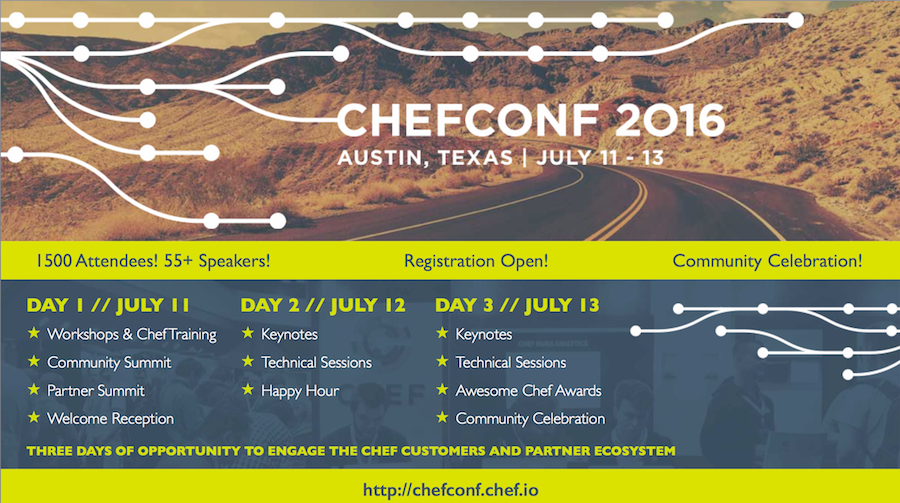 CHEFCONF 2016
AUSTIN, TEXAS | JULY 11 - 13
1500 Attendees! 55+ Speakers!
Registration Open!
Community Celebration!
DAY 1 // JULY 11
Workshops & Chef Training
Community Summit
Partner Summit
Welcome Reception
DAY 2 // JULY 12
Keynotes
Technical Sessions
Happy Hour
DAY 3 // JULY 13
Keynotes
Technical Sessions
Awesome Chef Awards
Community Celebration
THREE DAYS OF OPPORTUNITY TO ENGAGE THE CHEF CUSTOMERS AND PARTNER ECOSYSTEM
http://chefconf.chef.io